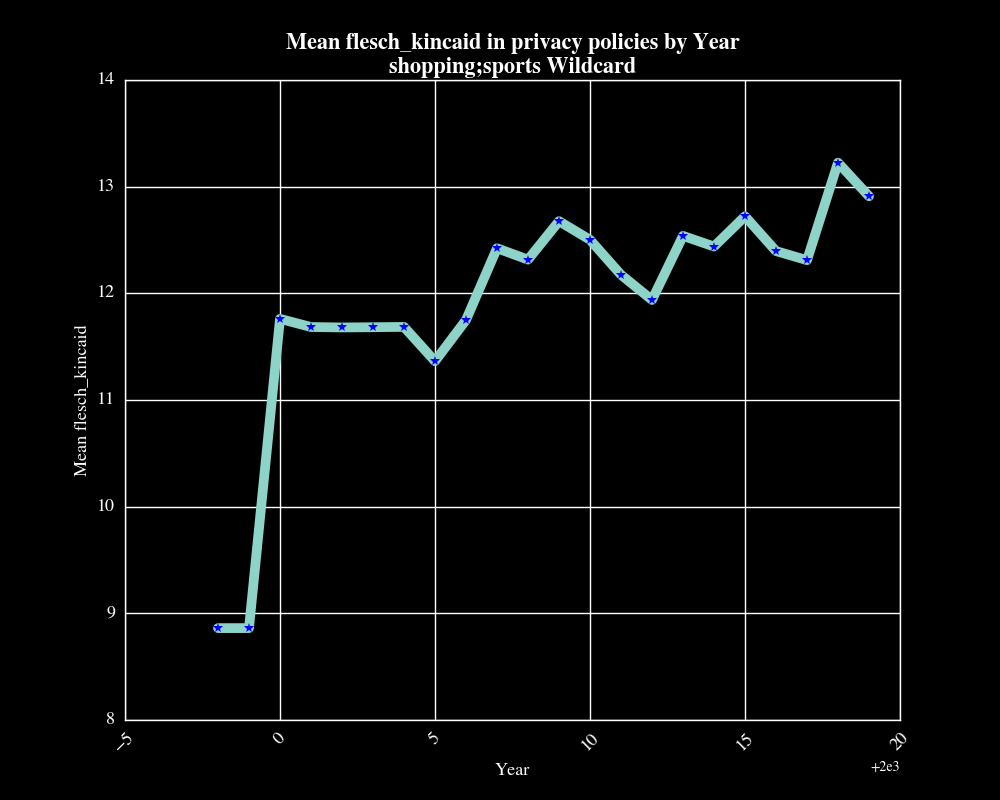 Mean flesch_kincaid in privacy policies by Year
shopping;sports Wildcard
14
13
12
11
10
9
8
Mean flesch_kincaid
−5
0
5
10
15
20
Year
+2e3